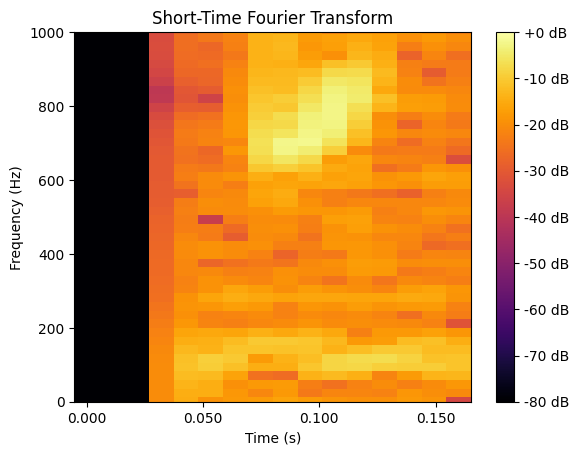 Short-Time Fourier Transform
1000
800
600
400
200
0
Frequency (Hz)
0.000
0.050
0.100
0.150
Time (s)
+0 dB
-10 dB
-20 dB
-30 dB
-40 dB
-50 dB
-60 dB
-70 dB
-80 dB